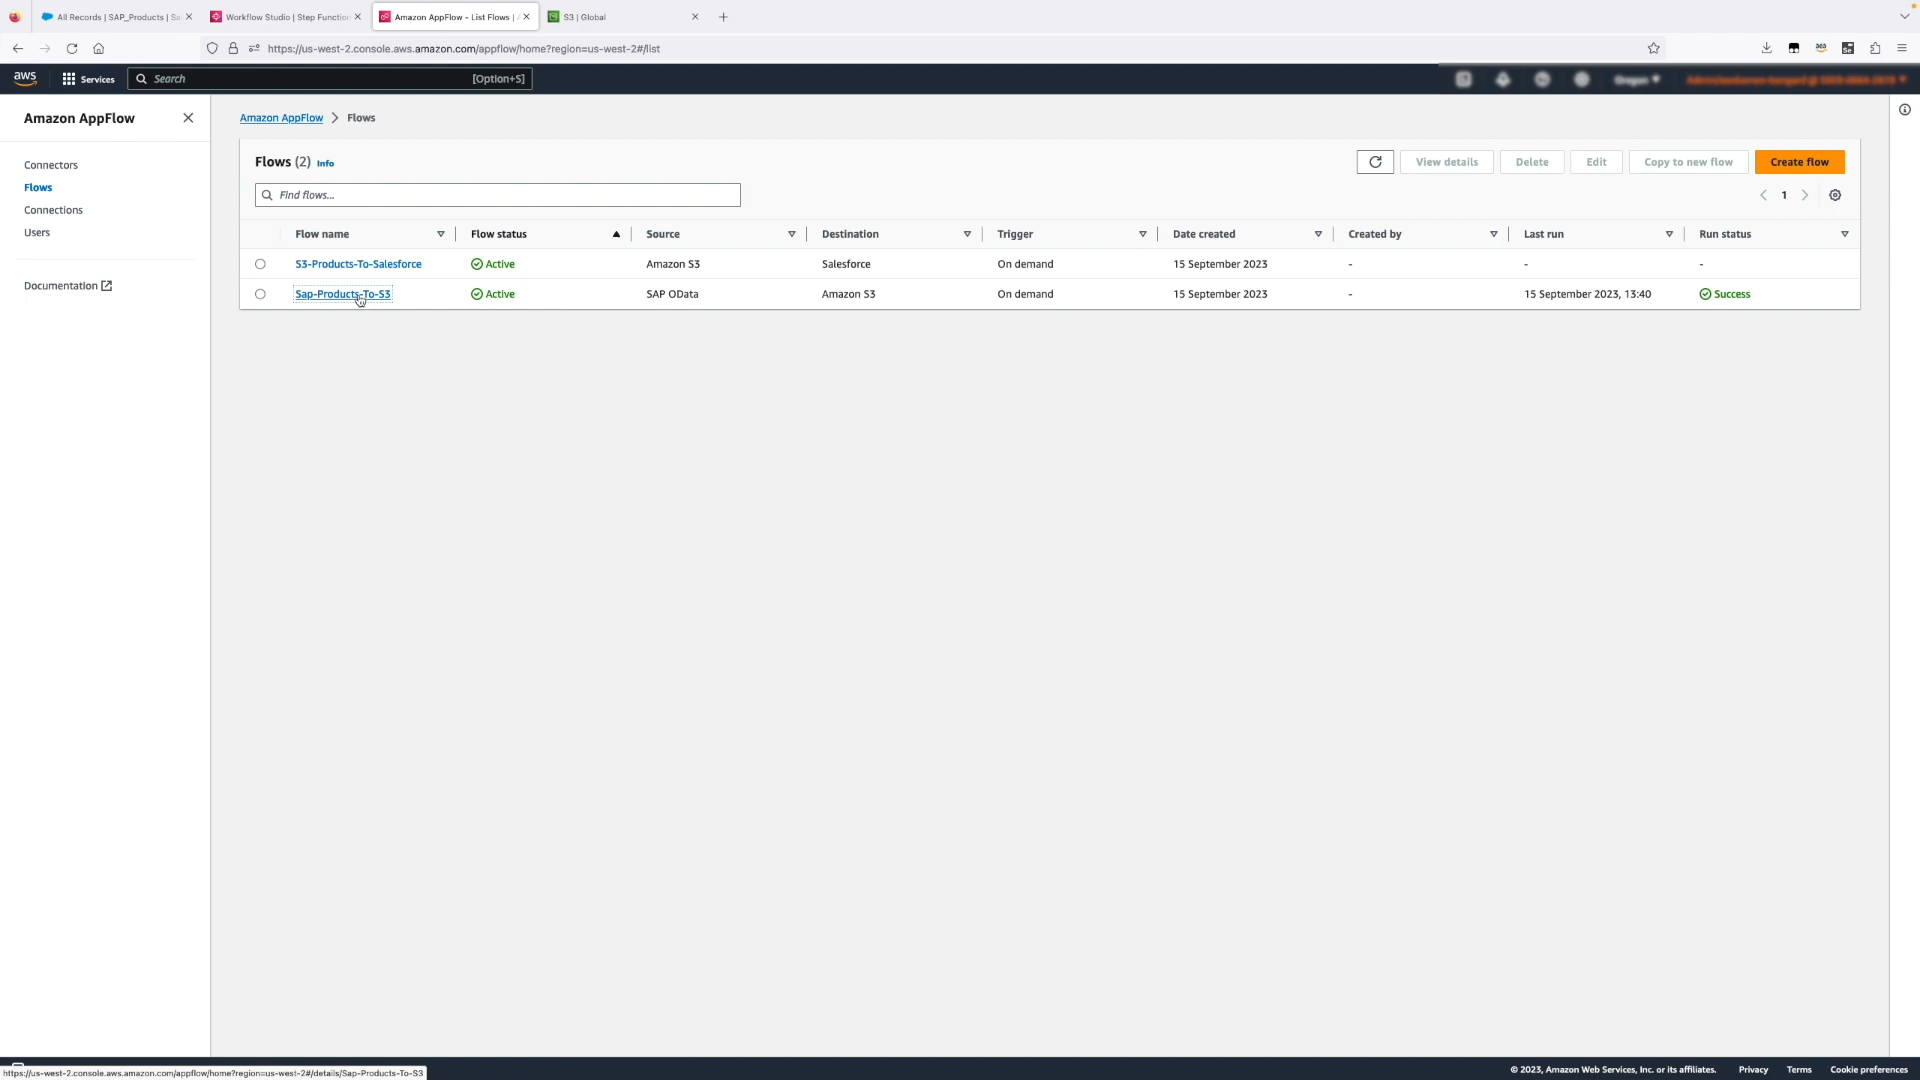 All Records | SAP_Products | Sa
Workflow Studio | Step Function
Amazon AppFlow - List Flows |
S3 | Global
https://us-west-2.console.aws.amazon.com/appflow/home?region=us-west-2#/list
aws
Services
Search
[Option+S]
Oregon
Amazon AppFlow
Connectors
Flows
Connections
Users
Documentation
Amazon AppFlow > Flows
Flows (2) Info
View details
Delete
Edit
Copy to new flow
Create flow
Find flows...
1
Flow name Flow status Source Destination Trigger Date created Created by Last run Run status
S3-Products-To-Salesforce Active Amazon S3 Salesforce On demand 15 September 2023 - - -
Sap-Products-To-S3 Active SAP OData Amazon S3 On demand 15 September 2023 - 15 September 2023, 13:40 Success
https://us-west-2.console.aws.amazon.com/appflow/home?region=us-west-2#/details/Sap-Products-To-S3
© 2023, Amazon Web Services, Inc. or its affiliates. Privacy Terms Cookie preferences